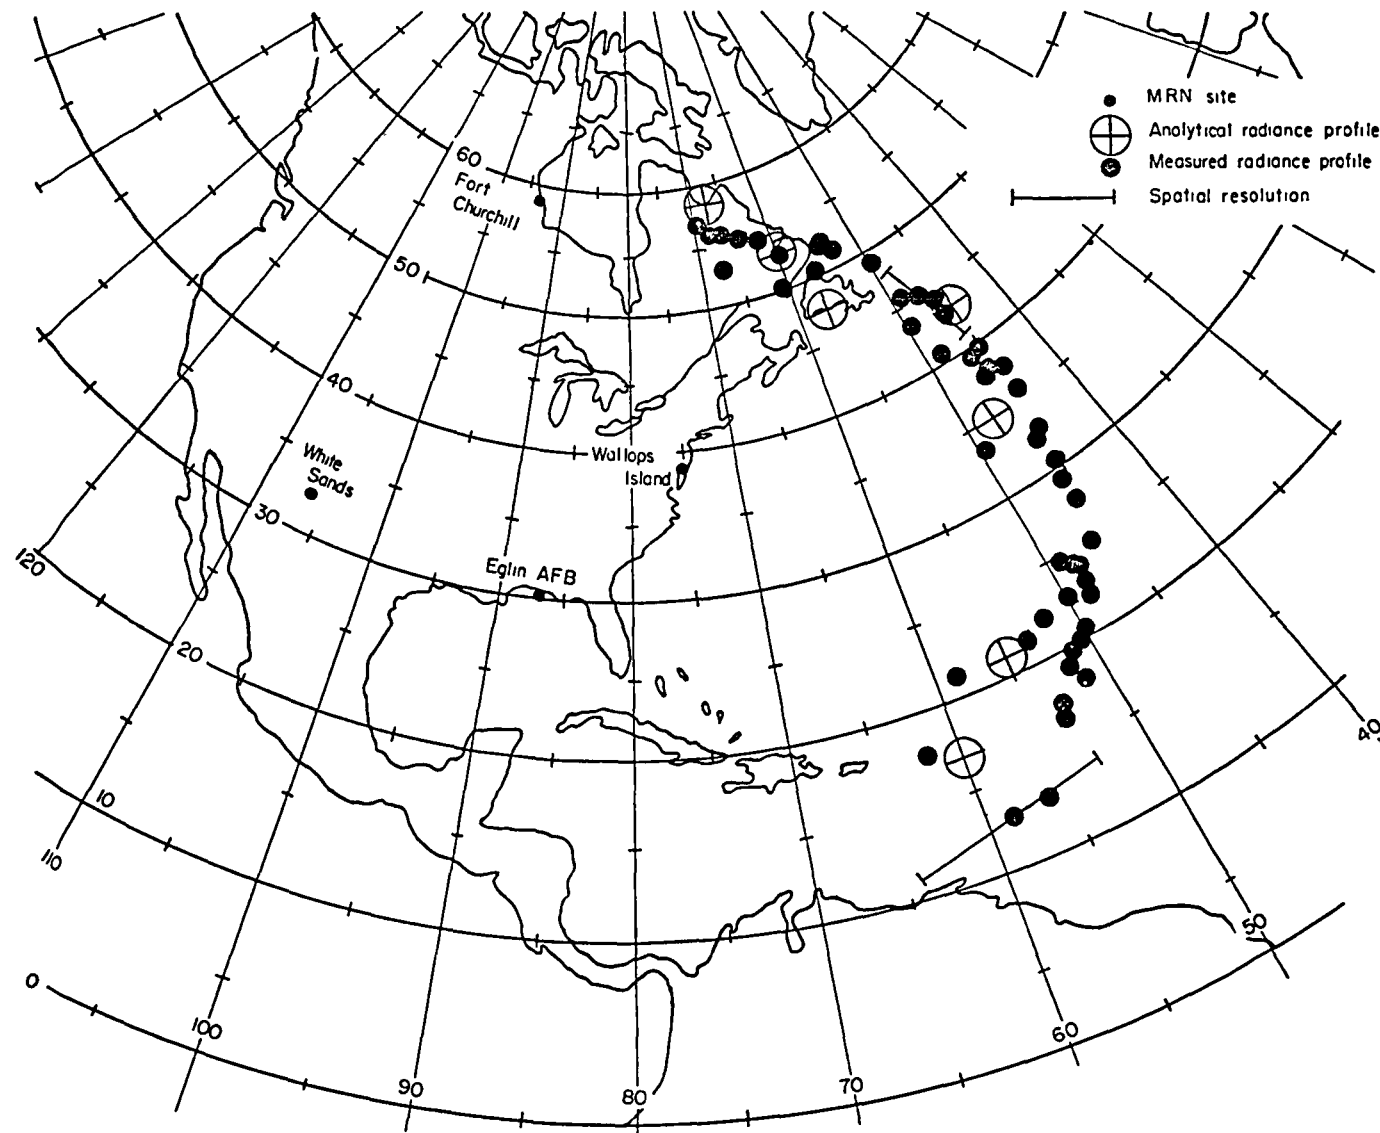 MRN site
Analytical radiance profile
Measured radiance profile
Spatial resolution
60
Fort
Churchill
50
40
White
Sands
Wallops
Island
30
Eglin AFB
120
20
40
10
110
50
0
100
60
90
80
70